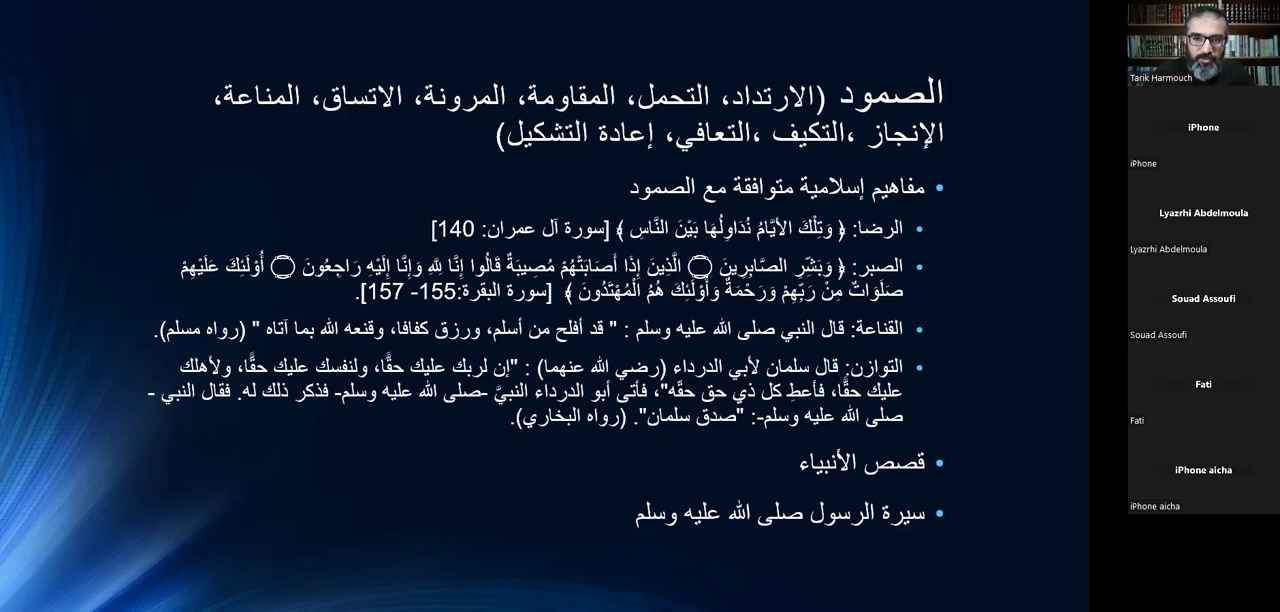 الصمود (الارتداد، التحمل، المقاومة، المرونة، الاتساق، المناعة،
الإنجاز ،التكيف ،التعافي، إعادة التشكيل)
• مفاهيم إسلامية متوافقة مع الصمود
• الرضا: ﴿ وَتِلْكَ الأيَّامُ نُدَاوِلُهَا بَيْنَ النَّاسِ ﴾ [سورة آل عمران: 140]
• الصبر: ﴿ وَبَشِّرِ الصَّابِرِينَ ۝ الَّذِينَ إِذَا أَصَابَتْهُمْ مُصِيبَةٌ قَالُوا إِنَّا لِلَّهِ وَإِنَّا إِلَيْهِ رَاجِعُونَ ۝ أُوْلَئِكَ عَلَيْهِمْ
صَلَوَاتٌ مِنْ رَبِّهِمْ وَرَحْمَةٌ وَأُوْلَئِكَ هُمُ الْمُهْتَدُونَ ﴾ [سورة البقرة:155- 157].
• القناعة: قال النبي صلى الله عليه وسلم : " قد أفلح من أسلم، ورزق كفافا، وقنعه الله بما آتاه " (رواه مسلم).
• التوازن: قال سلمان لأبي الدرداء (رضي الله عنهما) : "إن لربك عليك حقًّا، ولنفسك عليك حقًّا، ولأهلك
عليك حقًّا، فأعطِ كل ذي حق حقّه"، فأتى أبو الدرداء النبيَّ -صلى الله عليه وسلم- فذكر ذلك له. فقال النبي -
صلى الله عليه وسلم-: "صدق سلمان". (رواه البخاري).
• قصص الأنبياء
• سيرة الرسول صلى الله عليه وسلم
Tarik Harmouch
iPhone
iPhone
Lyazrhi Abdelmoula
Lyazrhi Abdelmoula
Souad Assoufi
Souad Assoufi
Fati
Fati
iPhone aicha
iPhone aicha